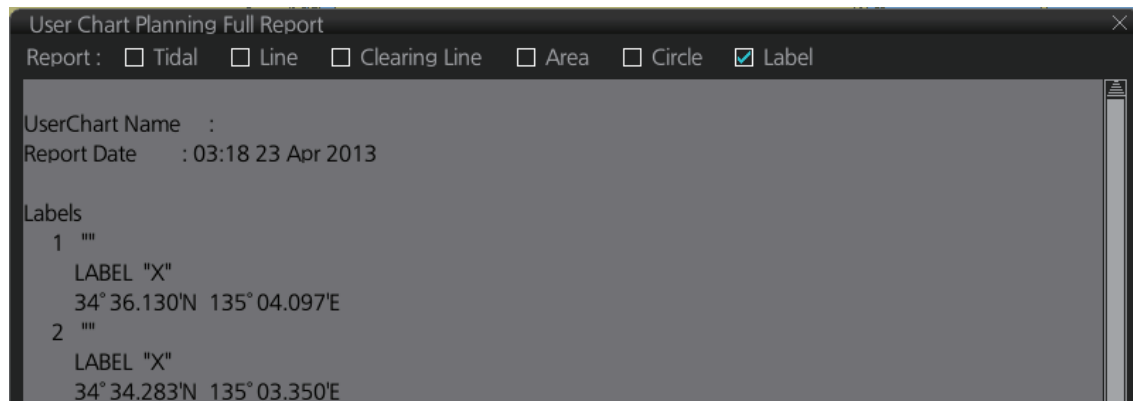 User Chart Planning Full Report
Report : Tidal Line Clearing Line Area Circle Label
UserChart Name :
Report Date : 03:18 23 Apr 2013
Labels
1 ""
LABEL "X"
34°36.130'N 135°04.097'E
2 ""
LABEL "X"
34°34.283'N 135°03.350'E